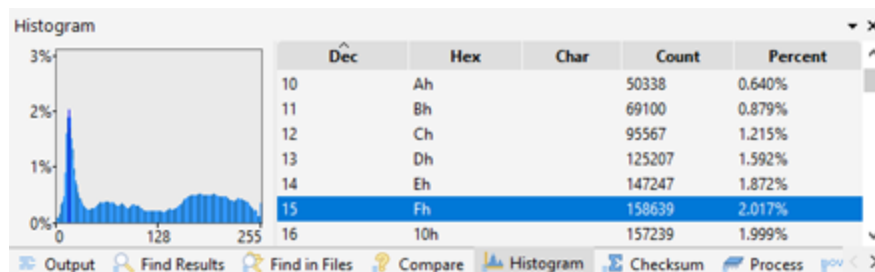 Histogram
3%
2%
1%
0%
0 128 255
Dec Hex Char Count Percent
10 Ah 50338 0.640%
11 Bh 69100 0.879%
12 Ch 95567 1.215%
13 Dh 125207 1.592%
14 Eh 147247 1.872%
15 Fh 158639 2.017%
16 10h 157239 1.999%
Output Find Results Find in Files Compare Histogram Checksum Process